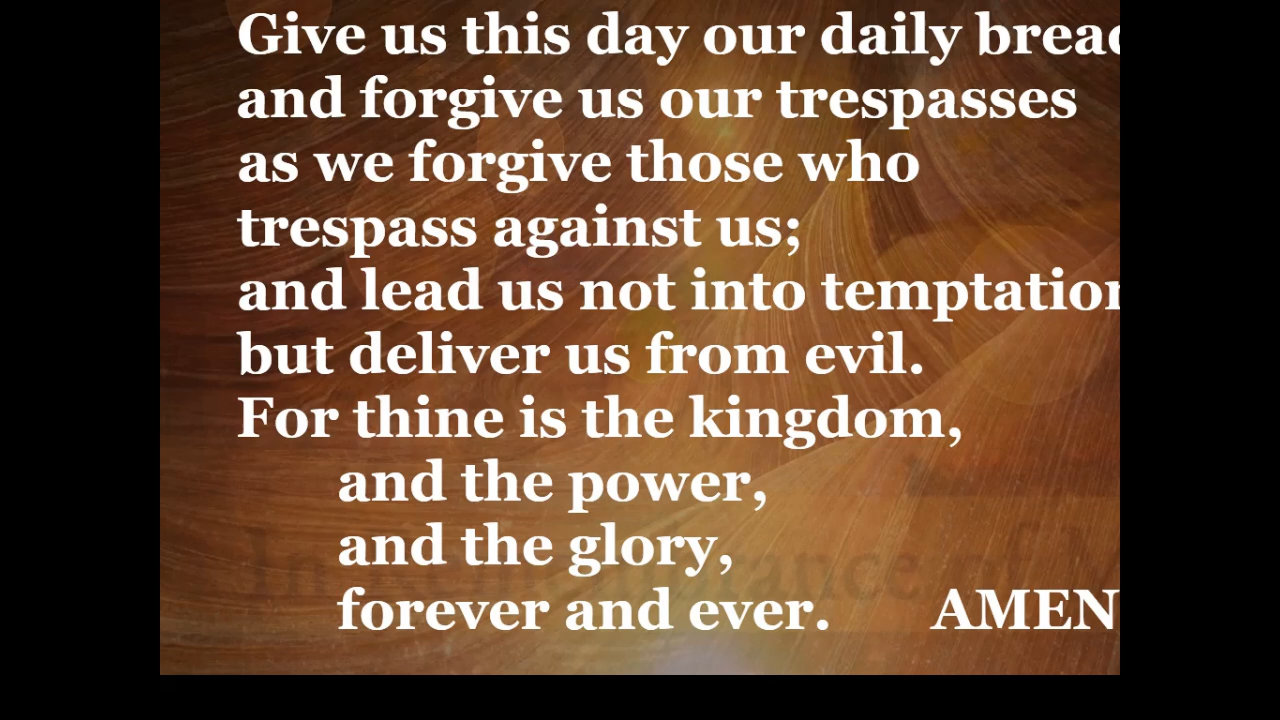 Give us this day our daily bread
and forgive us our trespasses
as we forgive those who
trespass against us;
and lead us not into temptation
but deliver us from evil.
For thine is the kingdom,
and the power,
and the glory,
forever and ever. AMEN